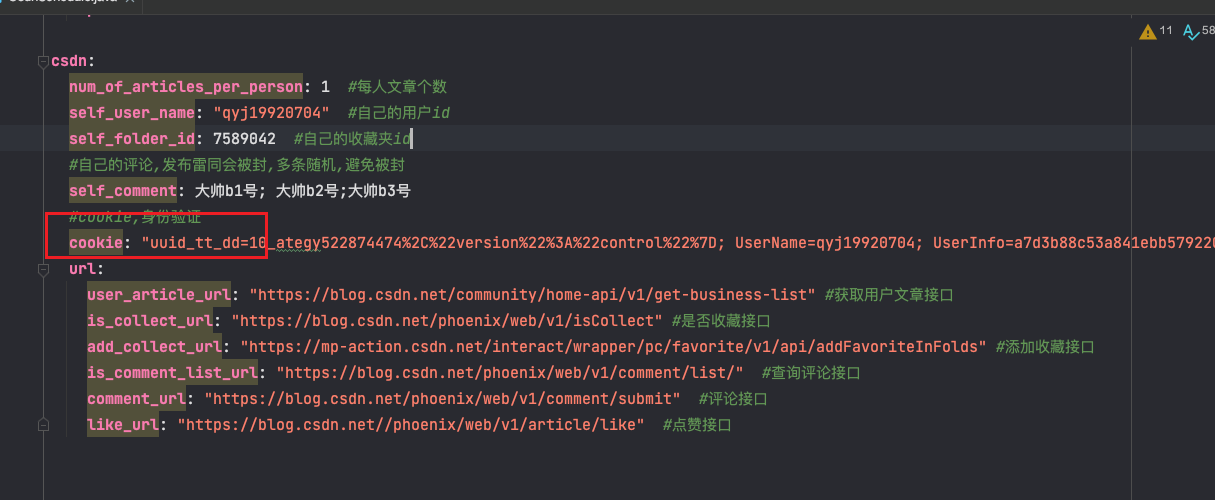 11 58
csdn:
num_of_articles_per_person: 1 #每人文章个数
self_user_name: "qyj19920704" #自己的用户id
self_folder_id: 7589042 #自己的收藏夹id
#自己的评论,发布雷同会被封,多条随机,避免被封
self_comment: 大帅b1号; 大帅b2号;大帅b3号
#cookie,身份验证
cookie: "uuid_tt_dd=10_ategy522874474%2C%22version%22%3A%22control%22%7D; UserName=qyj19920704; UserInfo=a7d3b88c53a841ebb579220
url:
user_article_url: "https://blog.csdn.net/community/home-api/v1/get-business-list" #获取用户文章接口
is_collect_url: "https://blog.csdn.net/phoenix/web/v1/isCollect" #是否收藏接口
add_collect_url: "https://mp-action.csdn.net/interact/wrapper/pc/favorite/v1/api/addFavoriteInFolds" #添加收藏接口
is_comment_list_url: "https://blog.csdn.net/phoenix/web/v1/comment/list/" #查询评论接口
comment_url: "https://blog.csdn.net/phoenix/web/v1/comment/submit" #评论接口
like_url: "https://blog.csdn.net//phoenix/web/v1/article/like" #点赞接口